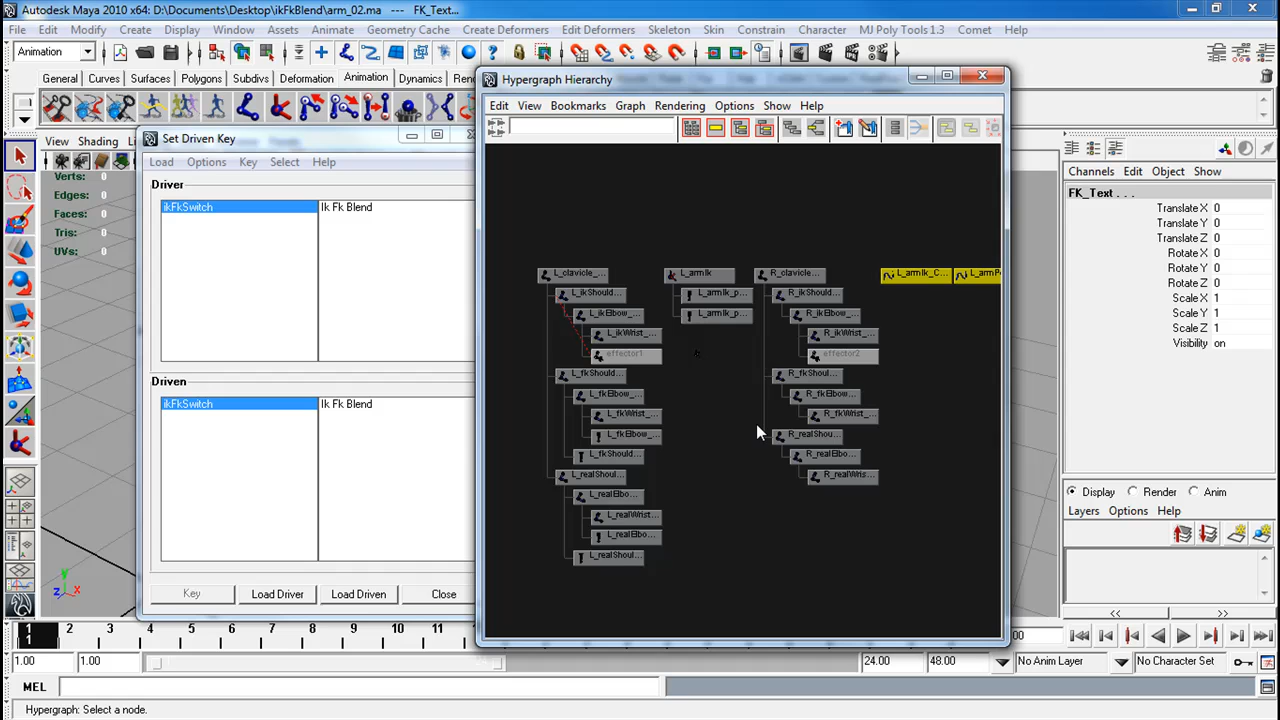 Autodesk Maya 2010 x64: D:\Documents\Desktop\ikFkBlend\arm_02.ma --- FK_Text...
File Edit Modify Create Display Window Assets Animate Geometry Cache Create Deformers Edit Deformers Skeleton Skin Constrain Character MJ Poly Tools 1.3 Comet Help
Animation
General Curves Surfaces Polygons Subdivs Deformation Animation Dynamics
View Shading
Verts: 0
Edges: 0
Faces: 0
Tris: 0
UVs: 0
Set Driven Key
Load Options Key Select Help
Driver
ikFkSwitch Ik Fk Blend
Driven
ikFkSwitch Ik Fk Blend
Key Load Driver Load Driven Close
Hypergraph Hierarchy
Edit View Bookmarks Graph Rendering Options Show Help
L_clavicle_... L_armIk R_clavicle... L_armIk_C...
L_ikShould... L_armIk_p... R_ikShould...
L_ikElbow_... L_armIk_p... R_ikElbow_...
L_ikWrist_... R_ikWrist_...
effector1 effector2
L_fkShould... R_fkShoul...
L_fkElbow_... R_fkElbow...
L_fkWrist_... R_fkWrist_...
L_fkElbow_... R_realShou...
L_fkShould... R_realElbo...
L_realShoul... R_realWris...
L_realElbo...
L_realWrist...
L_realElbo...
L_realShoul...
Channels Edit Object Show
FK_Text . . .
Translate X 0
Translate Y 0
Translate Z 0
Rotate X 0
Rotate Y 0
Rotate Z 0
Scale X 1
Scale Y 1
Scale Z 1
Visibility on
Display Render Anim
Layers Options Help
<< >>
y
z x
1 2 3 4 5 6 7 8 9 10 11 12
1
1.00 1.00 24.00 48.00 No Anim Layer No Character Set
MEL
Hypergraph: Select a node.